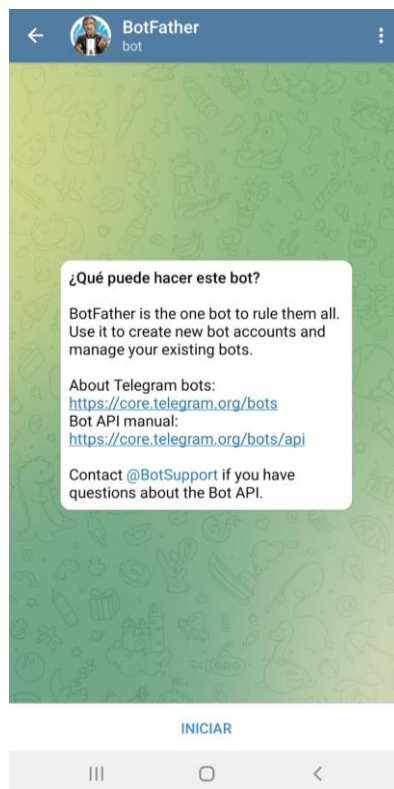 BotFather
bot
¿Qué puede hacer este bot?
BotFather is the one bot to rule them all.
Use it to create new bot accounts and
manage your existing bots.
About Telegram bots:
https://core.telegram.org/bots
Bot API manual:
https://core.telegram.org/bots/api
Contact @BotSupport if you have
questions about the Bot API.
INICIAR